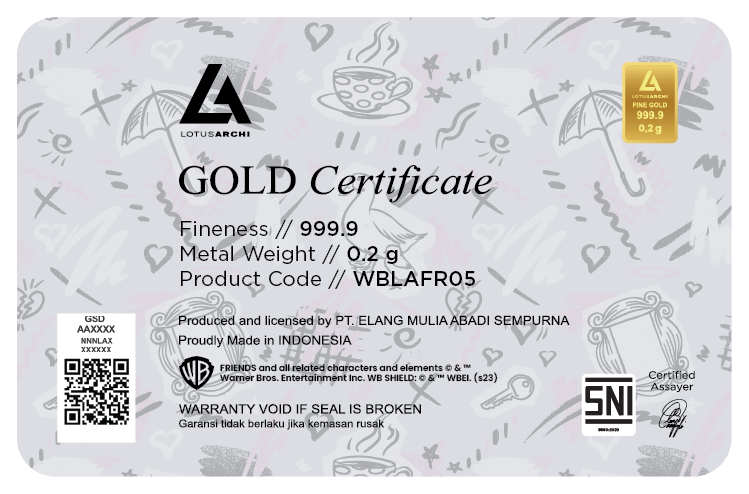 LOTUSARCHI
LOTUSARCHI
FINE GOLD
999.9
0,2 g
GOLD Certificate
Fineness // 999.9
Metal Weight // 0.2 g
Product Code // WBLAFR05
GSD
AAXXXX
NNNLAX
XXXXXX
Produced and licensed by PT. ELANG MULIA ABADI SEMPURNA
Proudly Made in INDONESIA
WB
FRIENDS and all related characters and elements © & ™
Warner Bros. Entertainment Inc. WB SHIELD: © & ™ WBEI. (s23)
WARRANTY VOID IF SEAL IS BROKEN
Garansi tidak berlaku jika kemasan rusak
SNI
Certified
Assayer